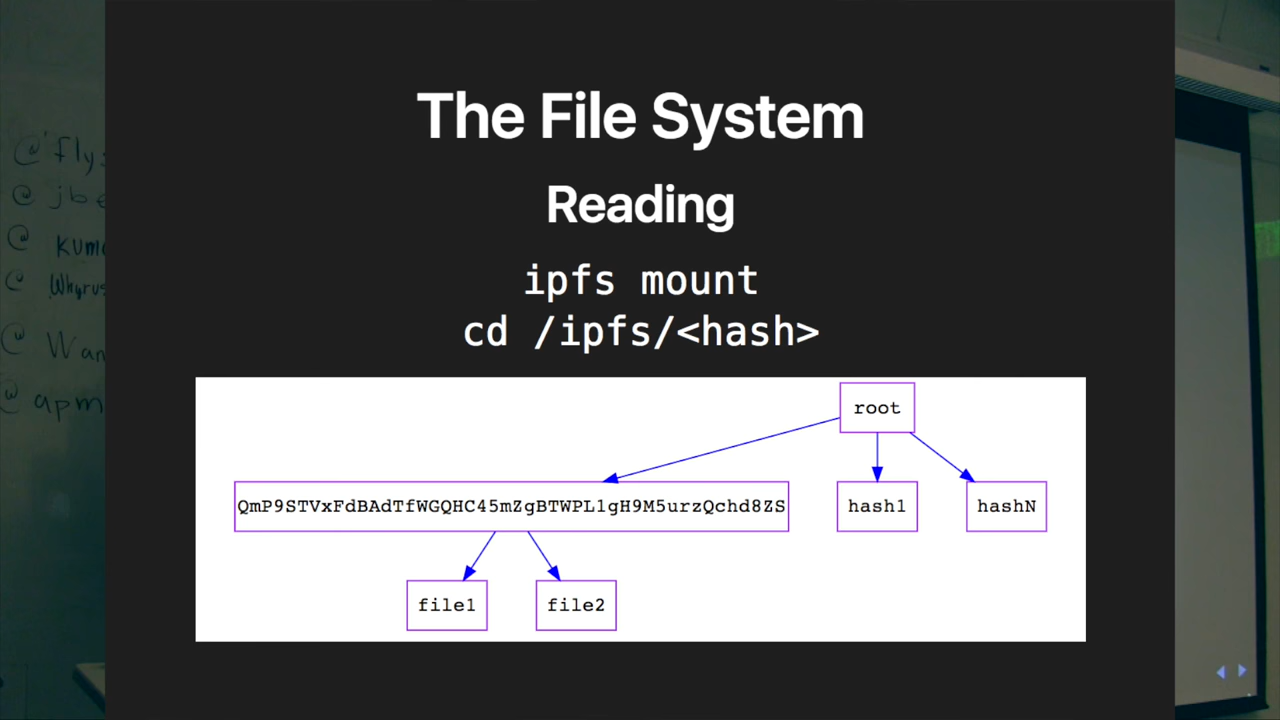 The File System
Reading
ipfs mount
cd /ipfs/<hash>
root
QmP9STVxFdBAdTfWGQHC45mZgBTWPL1gH9M5urzQchd8ZS
hash1
hashN
file1
file2
@
@
@
@
@
@